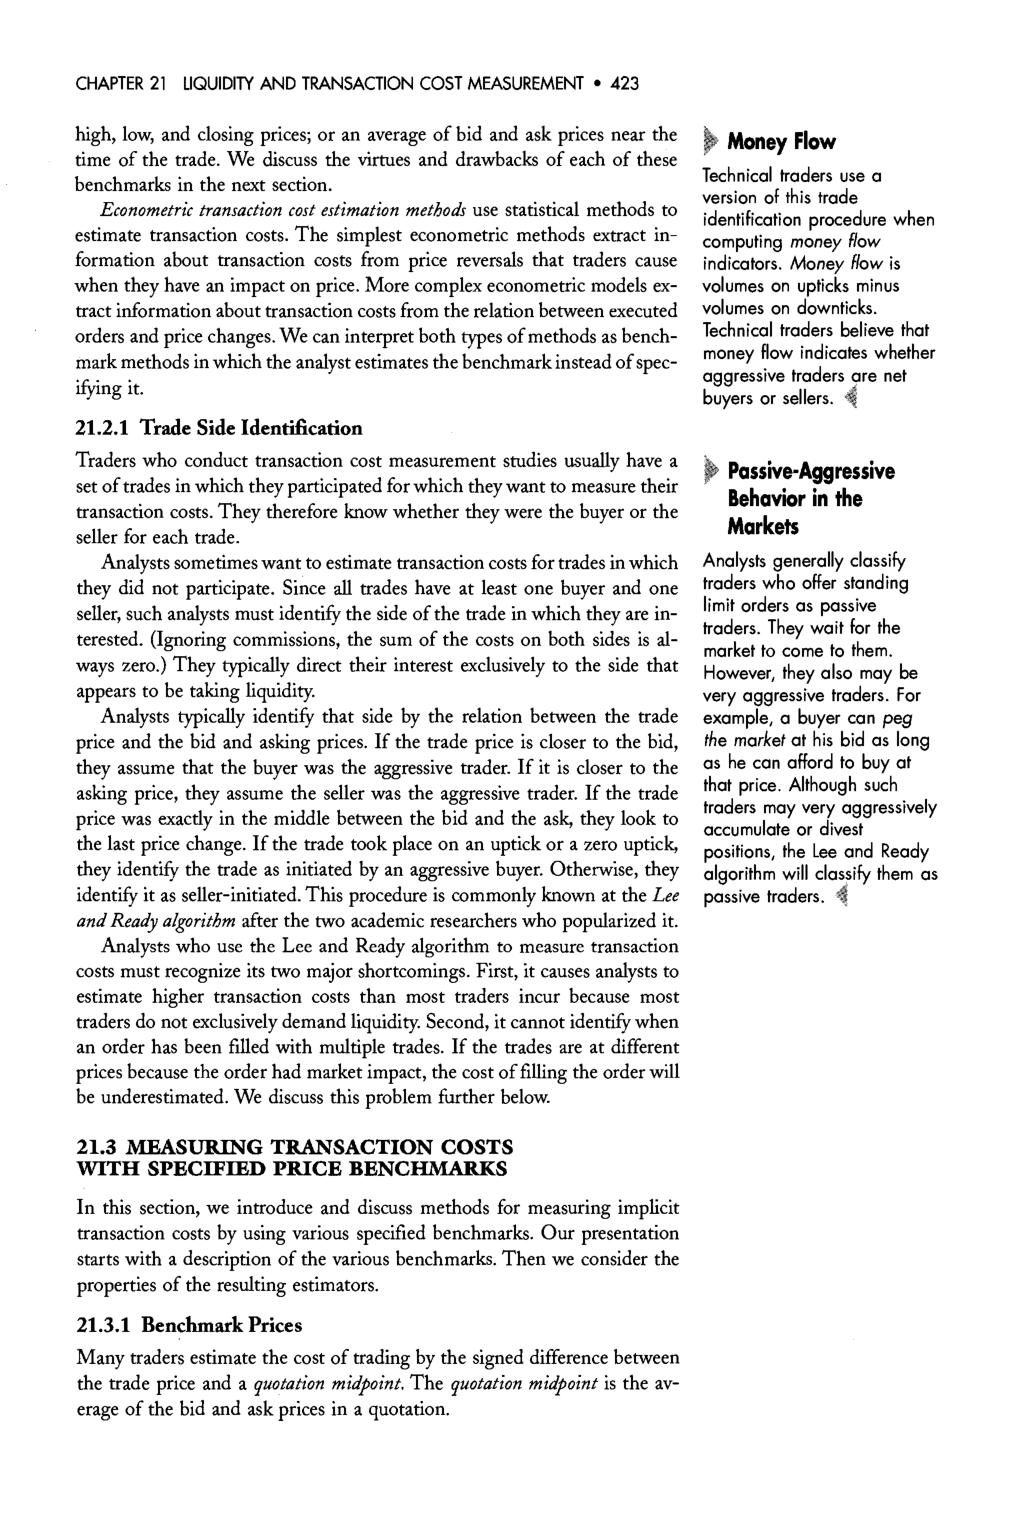 CHAPTER 21 LIQUIDITY AND TRANSACTION COST MEASUREMENT • 423
high, low, and closing prices; or an average of bid and ask prices near the
time of the trade. We discuss the virtues and drawbacks of each of these
benchmarks in the next section.
Econometric transaction cost estimation methods use statistical methods to
estimate transaction costs. The simplest econometric methods extract in-
formation about transaction costs from price reversals that traders cause
when they have an impact on price. More complex econometric models ex-
tract information about transaction costs from the relation between executed
orders and price changes. We can interpret both types of methods as bench-
mark methods in which the analyst estimates the benchmark instead of spec-
ifying it.
21.2.1 Trade Side Identification
Traders who conduct transaction cost measurement studies usually have a
set of trades in which they participated for which they want to measure their
transaction costs. They therefore know whether they were the buyer or the
seller for each trade.
Analysts sometimes want to estimate transaction costs for trades in which
they did not participate. Since all trades have at least one buyer and one
seller, such analysts must identify the side of the trade in which they are in-
terested. (Ignoring commissions, the sum of the costs on both sides is al-
ways zero.) They typically direct their interest exclusively to the side that
appears to be taking liquidity.
Analysts typically identify that side by the relation between the trade
price and the bid and asking prices. If the trade price is closer to the bid,
they assume that the buyer was the aggressive trader. If it is closer to the
asking price, they assume the seller was the aggressive trader. If the trade
price was exactly in the middle between the bid and the ask, they look to
the last price change. If the trade took place on an uptick or a zero uptick,
they identify the trade as initiated by an aggressive buyer. Otherwise, they
identify it as seller-initiated. This procedure is commonly known at the Lee
and Ready algorithm after the two academic researchers who popularized it.
Analysts who use the Lee and Ready algorithm to measure transaction
costs must recognize its two major shortcomings. First, it causes analysts to
estimate higher transaction costs than most traders incur because most
traders do not exclusively demand liquidity. Second, it cannot identify when
an order has been filled with multiple trades. If the trades are at different
prices because the order had market impact, the cost of filling the order will
be underestimated. We discuss this problem further below.
21.3 MEASURING TRANSACTION COSTS
WITH SPECIFIED PRICE BENCHMARKS
In this section, we introduce and discuss methods for measuring implicit
transaction costs by using various specified benchmarks. Our presentation
starts with a description of the various benchmarks. Then we consider the
properties of the resulting estimators.
21.3.1 Benchmark Prices
Many traders estimate the cost of trading by the signed difference between
the trade price and a quotation midpoint. The quotation midpoint is the av-
erage of the bid and ask prices in a quotation.
Money Flow
Technical traders use a
version of this trade
identification procedure when
computing money flow
indicators. Money flow is
volumes on upticks minus
volumes on downticks.
Technical traders believe that
money flow indicates whether
aggressive traders are net
buyers or sellers.
Passive-Aggressive
Behavior in the
Markets
Analysts generally classify
traders who offer standing
limit orders as passive
traders. They wait for the
market to come to them.
However, they also may be
very aggressive traders. For
example, a buyer can peg
the market at his bid as long
as he can afford to buy at
that price. Although such
traders may very aggressively
accumulate or divest
positions, the Lee and Ready
algorithm will classify them as
passive traders.